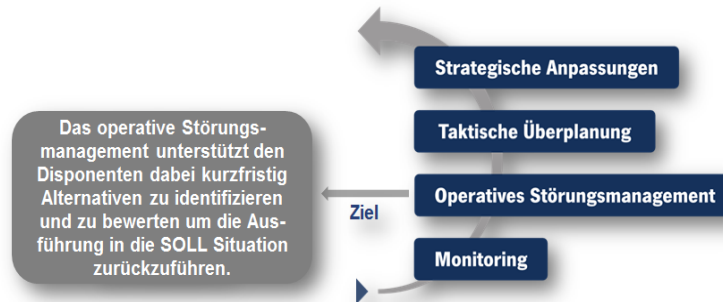 Strategische Anpassungen
Taktische Überplanung
Das operative Störungs-
management unterstützt den
Disponenten dabei kurzfristig
Alternativen zu identifizieren
und zu bewerten um die Aus-
führung in die SOLL Situation
zurückzuführen.
Ziel
Operatives Störungsmanagement
Monitoring